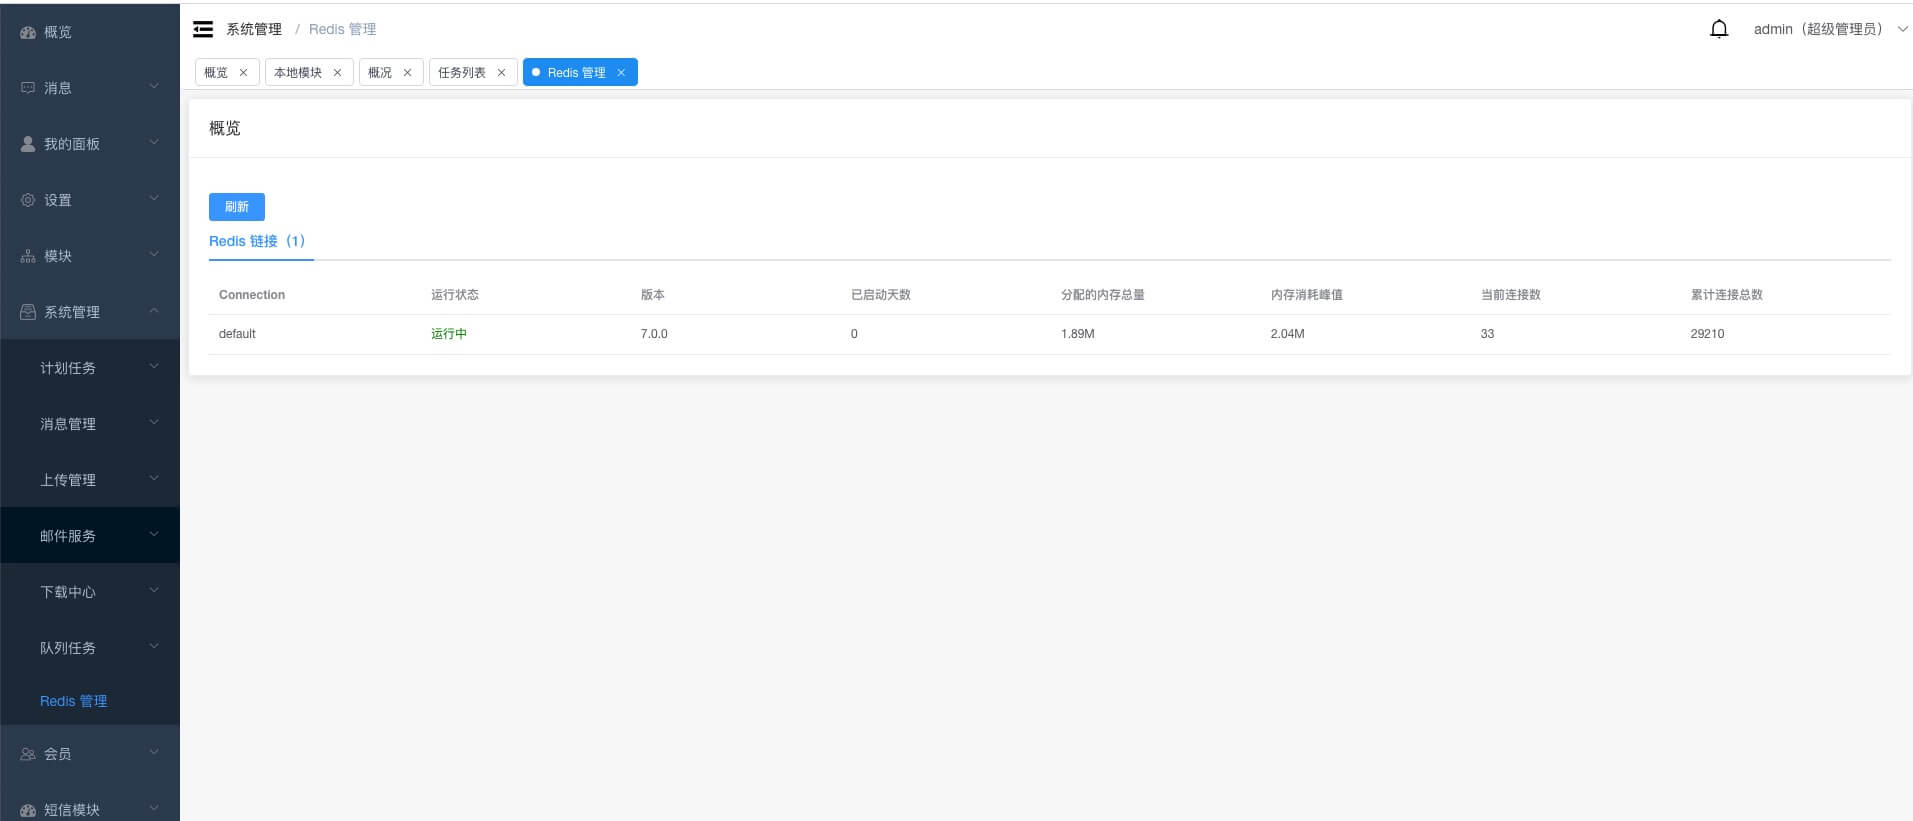 概览
消息
我的面板
设置
模块
系统管理
计划任务
消息管理
上传管理
邮件服务
下载中心
队列任务
Redis 管理
会员
短信模块
系统管理 / Redis 管理
admin（超级管理员）
概览 本地模块 概况 任务列表 Redis 管理
概览
刷新
Redis 链接（1）
Connection 运行状态 版本 已启动天数 分配的内存总量 内存消耗峰值 当前连接数 累计连接总数
default 运行中 7.0.0 0 1.89M 2.04M 33 29210